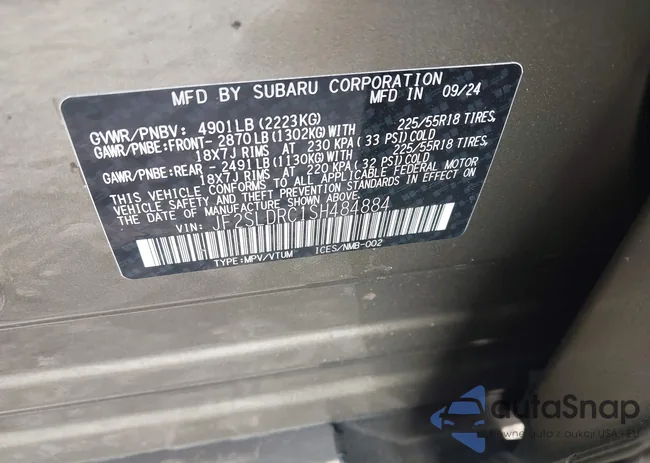 MFD BY SUBARU CORPORATION
MFD IN 09/24
GVWR/PNBV: 4901LB (2223KG)
GAWR/PNBE:FRONT- 2870LB (1302KG)WITH 225/55R18 TIRES,
18X7J RIMS AT 230 KPA (33 PSI)COLD
GAWR/PNBE:REAR - 2491LB(1130KG)WITH 225/55R18 TIRES,
18X7J RIMS AT 220 KPA (32 PSI)COLD
THIS VEHICLE CONFORMS TO ALL APPLICABLE FEDERAL MOTOR
VEHICLE SAFETY AND THEFT PREVENTION STANDARDS IN EFFECT ON
THE DATE OF MANUFACTURE SHOWN ABOVE.
VIN: JF2SLDRC1SH484884
TYPE:MPV/VTUM ICES/NMB-002
autoSnap
aukcji USA